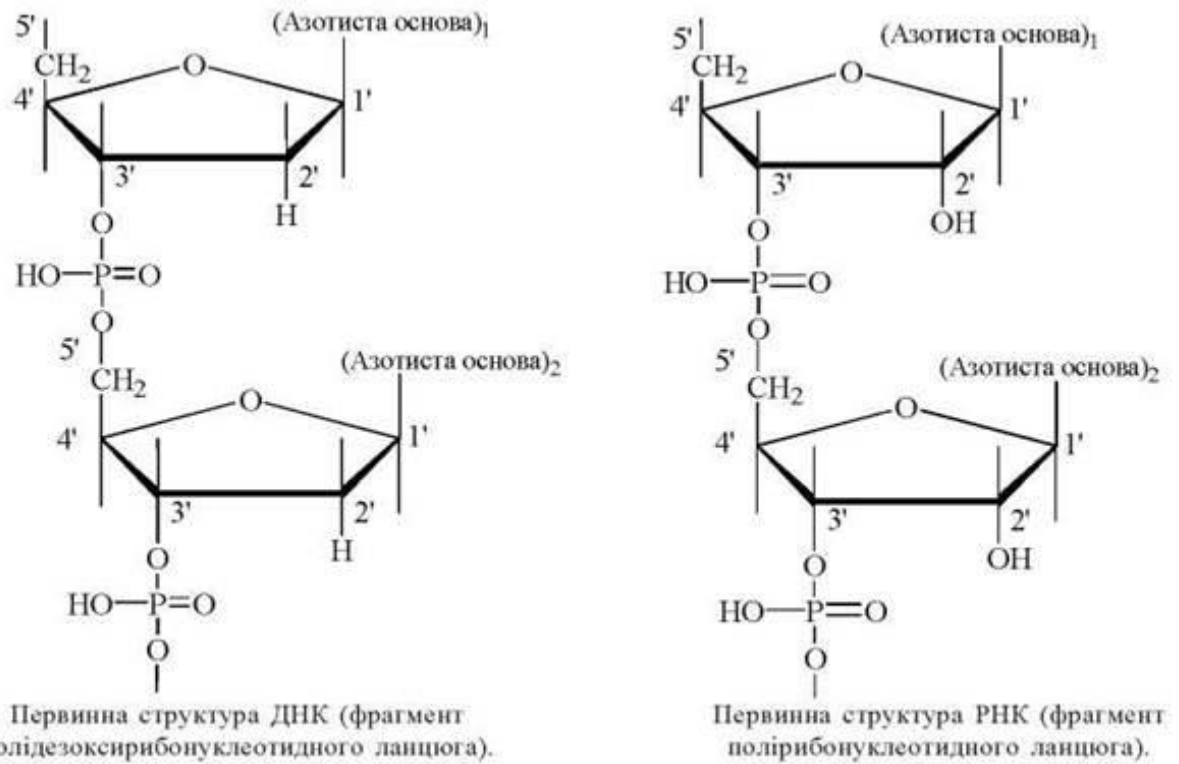 5'
(Азотиста основа)1
CH2
O
4'
1'
3'
2'
O
H
HO—P=O
O
5'
(Азотиста основа)2
CH2
O
4'
1'
3'
2'
O
H
HO—P=O
O
Первинна структура ДНК (фрагмент
олідезоксирибонуклеотидного ланцюга).
5'
(Азотиста основа)1
CH2
O
4'
1'
3'
2'
O
OH
HO—P=O
O
5'
(Азотиста основа)2
CH2
O
4'
1'
3'
2'
O
OH
HO—P=O
O
Первинна структура РНК (фрагмент
полірибонуклеотидного ланцюга).